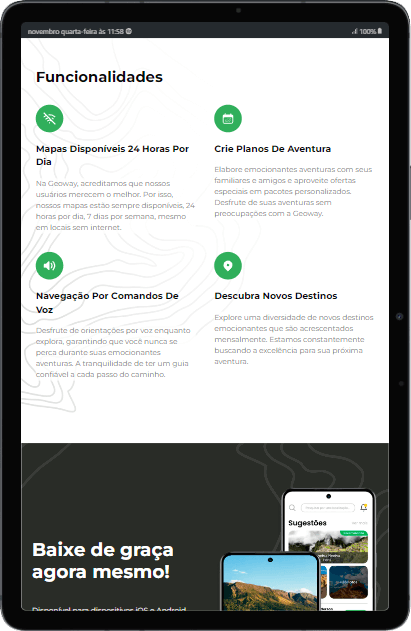 novembro quarta-feira às 11:58
100%
Funcionalidades
Mapas Disponíveis 24 Horas Por
Dia
Na Geoway, acreditamos que nossos
usuários merecem o melhor. Por isso,
nossos mapas estão sempre disponíveis, 24
horas por dia, 7 dias por semana, mesmo
em locais sem internet.
Crie Planos De Aventura
Elabore emocionantes aventuras com seus
familiares e amigos e aproveite ofertas
especiais em pacotes personalizados.
Desfrute de suas aventuras sem
preocupações com a Geoway.
Navegação Por Comandos De
Voz
Desfrute de orientações por voz enquanto
explora, garantindo que você nunca se
perca durante suas emocionantes
aventuras. A tranquilidade de ter um guia
confiável a cada passo do caminho.
Descubra Novos Destinos
Explore uma diversidade de novos destinos
emocionantes que são acrescentados
mensalmente. Estamos constantemente
buscando a excelência para sua próxima
aventura.
Baixe de graça
agora mesmo!
Disponível para dispositivos iOS e Android
Sugestões